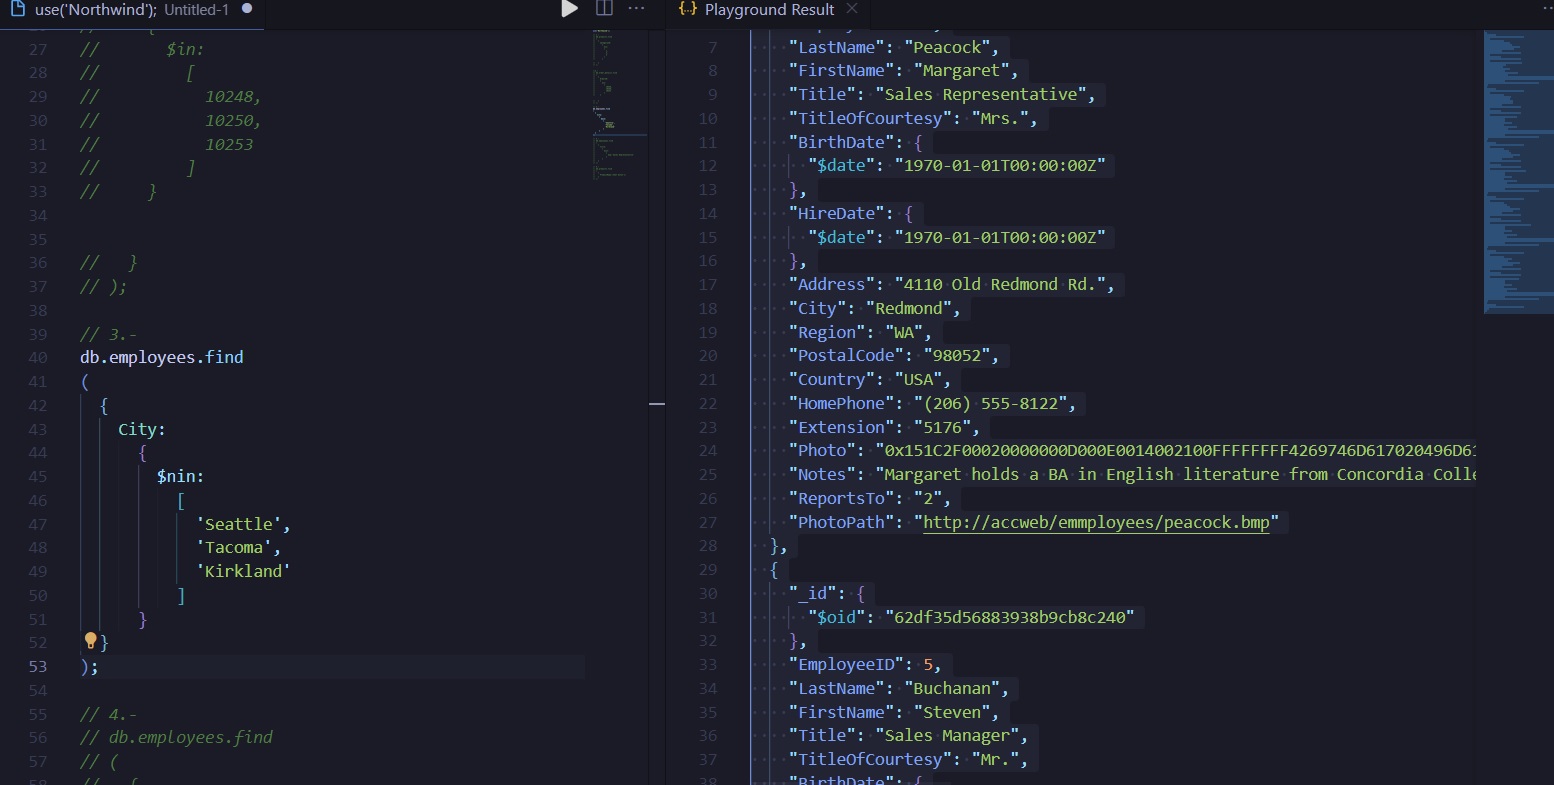 use('Northwind'); Untitled-1
27 // $in:
28 // [
29 // 10248,
30 // 10250,
31 // 10253
32 // ]
33 // }
34
35
36 // }
37 // );
38
39 // 3.-
40 db.employees.find
41 (
42 {
43 City:
44 {
45 $nin:
46 [
47 'Seattle',
48 'Tacoma',
49 'Kirkland'
50 ]
51 }
52 }
53 );
54
55 // 4.-
56 // db.employees.find
57 // (
58 // {
Playground Result
7 "LastName": "Peacock",
8 "FirstName": "Margaret",
9 "Title": "Sales Representative",
10 "TitleOfCourtesy": "Mrs.",
11 "BirthDate": {
12 "$date": "1970-01-01T00:00:00Z"
13 },
14 "HireDate": {
15 "$date": "1970-01-01T00:00:00Z"
16 },
17 "Address": "4110 Old Redmond Rd.",
18 "City": "Redmond",
19 "Region": "WA",
20 "PostalCode": "98052",
21 "Country": "USA",
22 "HomePhone": "(206) 555-8122",
23 "Extension": "5176",
24 "Photo": "0x151C2F00020000000D000E0014002100FFFFFFFF4269746D617020496D61
25 "Notes": "Margaret holds a BA in English literature from Concordia Colle
26 "ReportsTo": "2",
27 "PhotoPath": "http://accweb/emmployees/peacock.bmp"
28 },
29 {
30 "_id": {
31 "$oid": "62df35d56883938b9cb8c240"
32 },
33 "EmployeeID": 5,
34 "LastName": "Buchanan",
35 "FirstName": "Steven",
36 "Title": "Sales Manager",
37 "TitleOfCourtesy": "Mr.",
38 "BirthDate": {